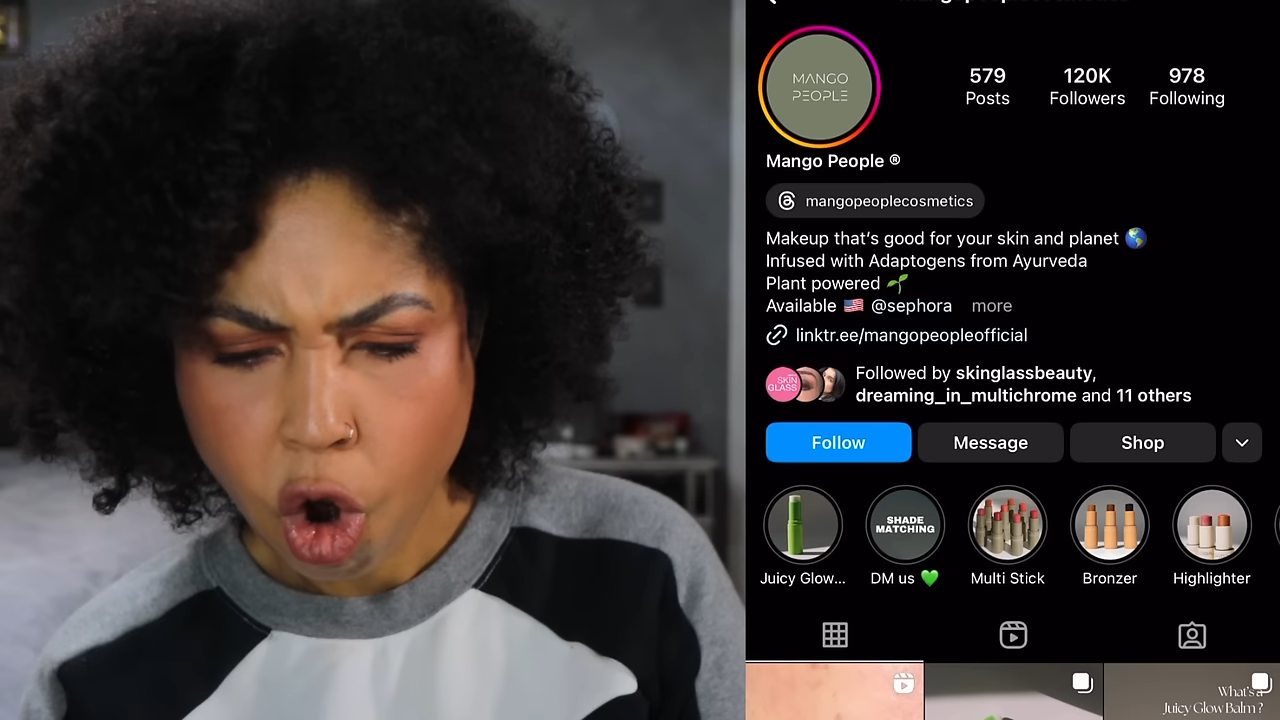 MANGO
PEOPLE
579
Posts
120K
Followers
978
Following
Mango People ®
mangopeoplecosmetics
Makeup that's good for your skin and planet 🌎
Infused with Adaptogens from Ayurveda
Plant powered 🌱
Available 🇺🇸 @sephora more
linktr.ee/mangopeopleofficial
SKIN
GLASS
Followed by skinglassbeauty,
dreaming_in_multichrome and 11 others
Follow
Message
Shop
SHADE
MATCHING
Juicy Glow...
DM us 💚
Multi Stick
Bronzer
Highlighter
What's a
Juicy Glow Balm?